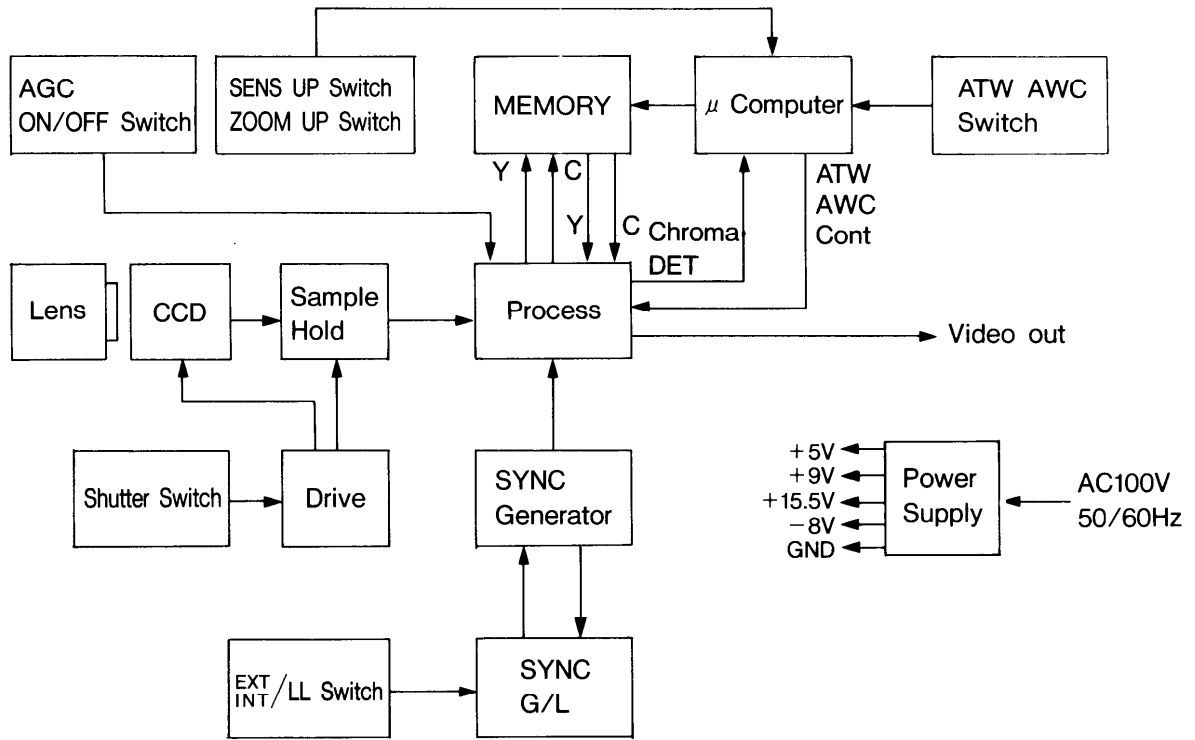 AGC
ON/OFF Switch
SENS UP Switch
ZOOM UP Switch
MEMORY
μ Computer
ATW AWC
Switch
Y
C
Y
C
Chroma
DET
ATW
AWC
Cont
Lens
CCD
Sample
Hold
Process
Video out
Shutter Switch
Drive
SYNC
Generator
+5V
+9V
+15.5V
−8V
GND
Power
Supply
AC100V
50/60Hz
EXT
INT/LL Switch
SYNC
G/L